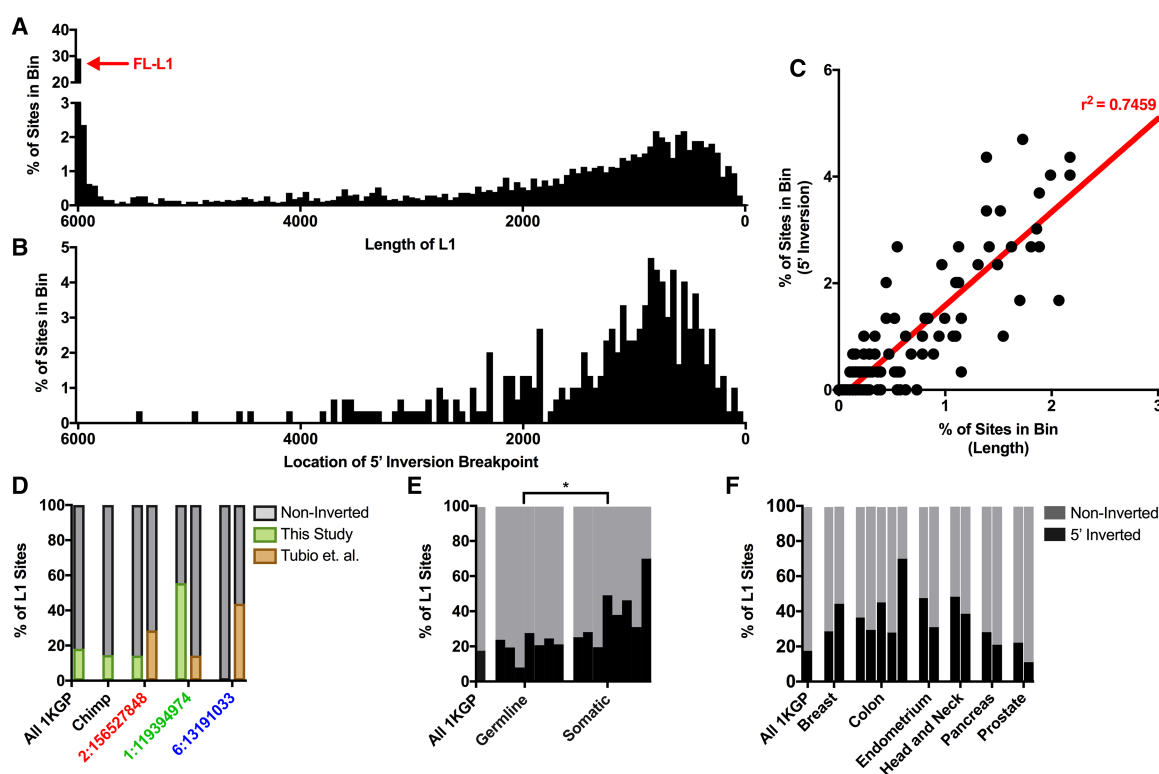 A
% of Sites in Bin
40
30
20
3
2
1
0
FL-L1
6000
4000
2000
0
Length of L1
B
% of Sites in Bin
5
4
3
2
1
0
6000
4000
2000
0
Location of 5' Inversion Breakpoint
C
% of Sites in Bin
(5' Inversion)
6
4
2
0
r2 = 0.7459
0
1
2
3
% of Sites in Bin
(Length)
D
% of L1 Sites
100
80
60
40
20
0
All 1KGP
Chimp
2:156527848
1:119394974
6:13191033
Non-Inverted
This Study
Tubio et. al.
E
% of L1 Sites
100
80
60
40
20
0
*
All 1KGP
Germline
Somatic
F
% of L1 Sites
100
80
60
40
20
0
All 1KGP
Breast
Colon
Endometrium
Head and Neck
Pancreas
Prostate
Non-Inverted
5' Inverted